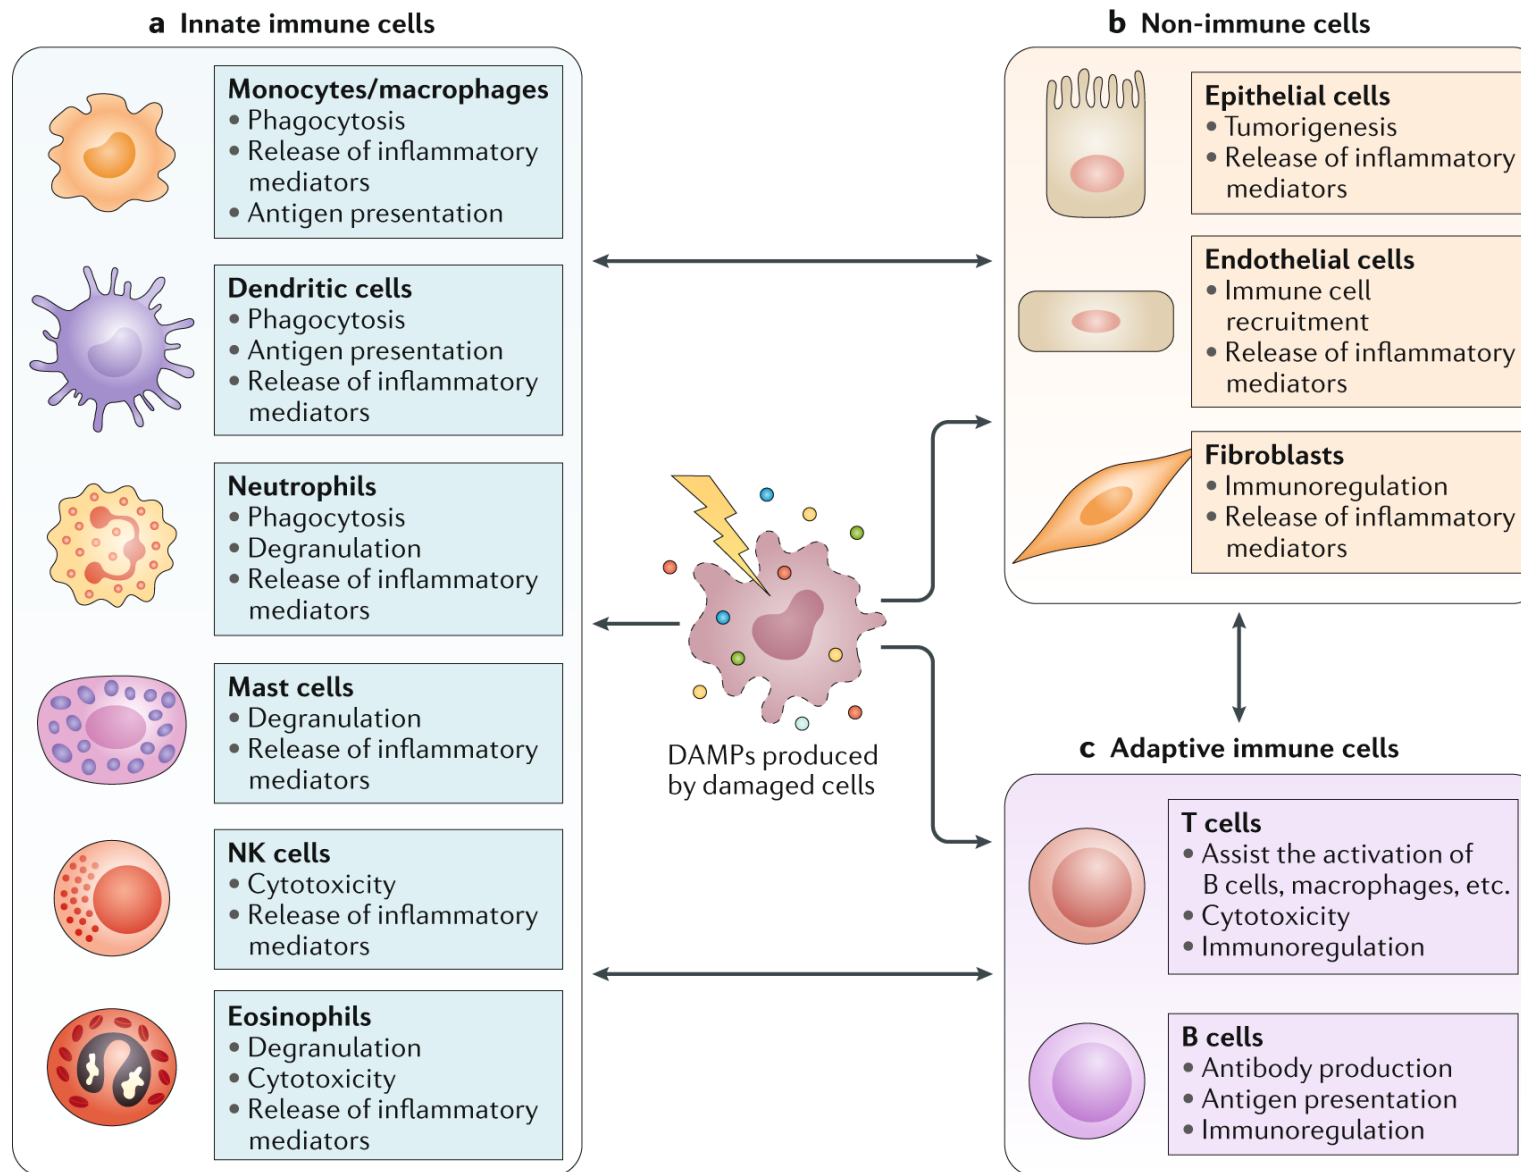 a Innate immune cells
Monocytes/macrophages
• Phagocytosis
• Release of inflammatory
mediators
• Antigen presentation
Dendritic cells
• Phagocytosis
• Antigen presentation
• Release of inflammatory
mediators
Neutrophils
• Phagocytosis
• Degranulation
• Release of inflammatory
mediators
Mast cells
• Degranulation
• Release of inflammatory
mediators
NK cells
• Cytotoxicity
• Release of inflammatory
mediators
Eosinophils
• Degranulation
• Cytotoxicity
• Release of inflammatory
mediators
DAMPs produced
by damaged cells
b Non-immune cells
Epithelial cells
• Tumorigenesis
• Release of inflammatory
mediators
Endothelial cells
• Immune cell
recruitment
• Release of inflammatory
mediators
Fibroblasts
• Immunoregulation
• Release of inflammatory
mediators
c Adaptive immune cells
T cells
• Assist the activation of
B cells, macrophages, etc.
• Cytotoxicity
• Immunoregulation
B cells
• Antibody production
• Antigen presentation
• Immunoregulation